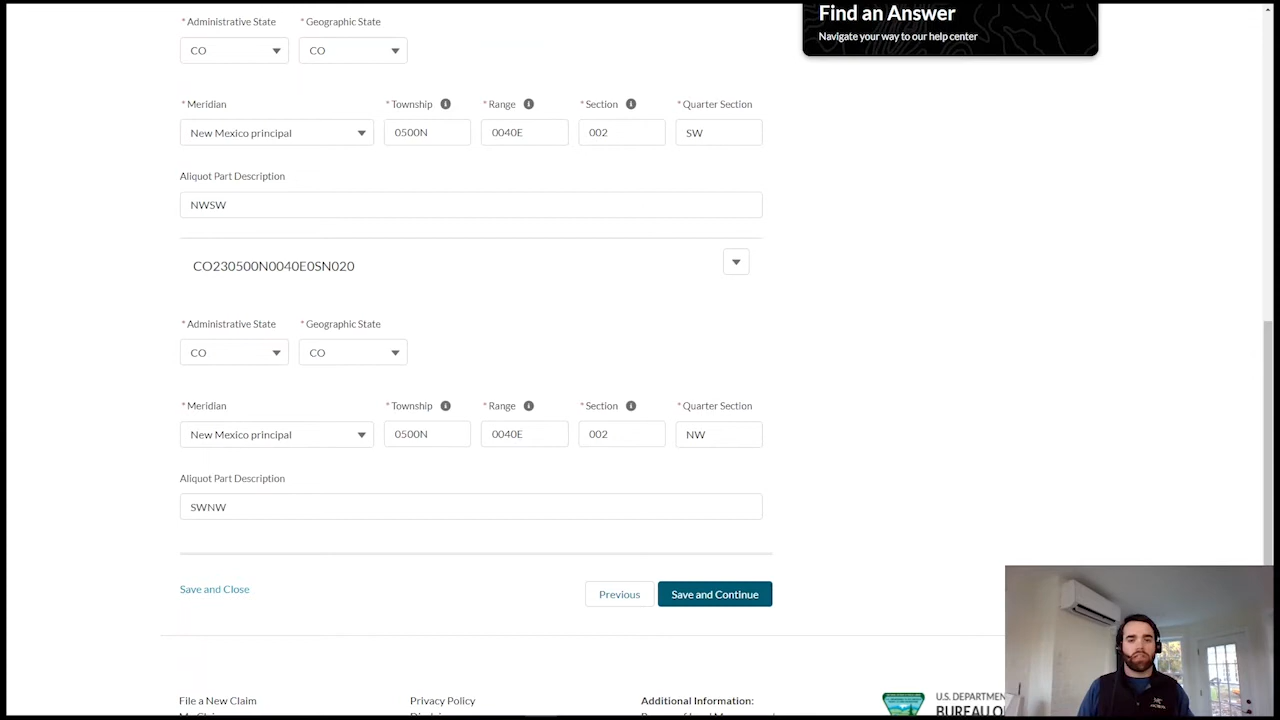 Find an Answer
Navigate your way to our help center
* Administrative State * Geographic State
CO CO
* Meridian * Township * Range * Section * Quarter Section
New Mexico principal 0500N 0040E 002 SW
Aliquot Part Description
NWSW
CO230500N0040E0SN020
* Administrative State * Geographic State
CO CO
* Meridian * Township * Range * Section * Quarter Section
New Mexico principal 0500N 0040E 002 NW
Aliquot Part Description
SWNW
Save and Close Previous Save and Continue
File a New Claim Privacy Policy Additional Information:
U.S. DEPARTMEN
BUREAU O